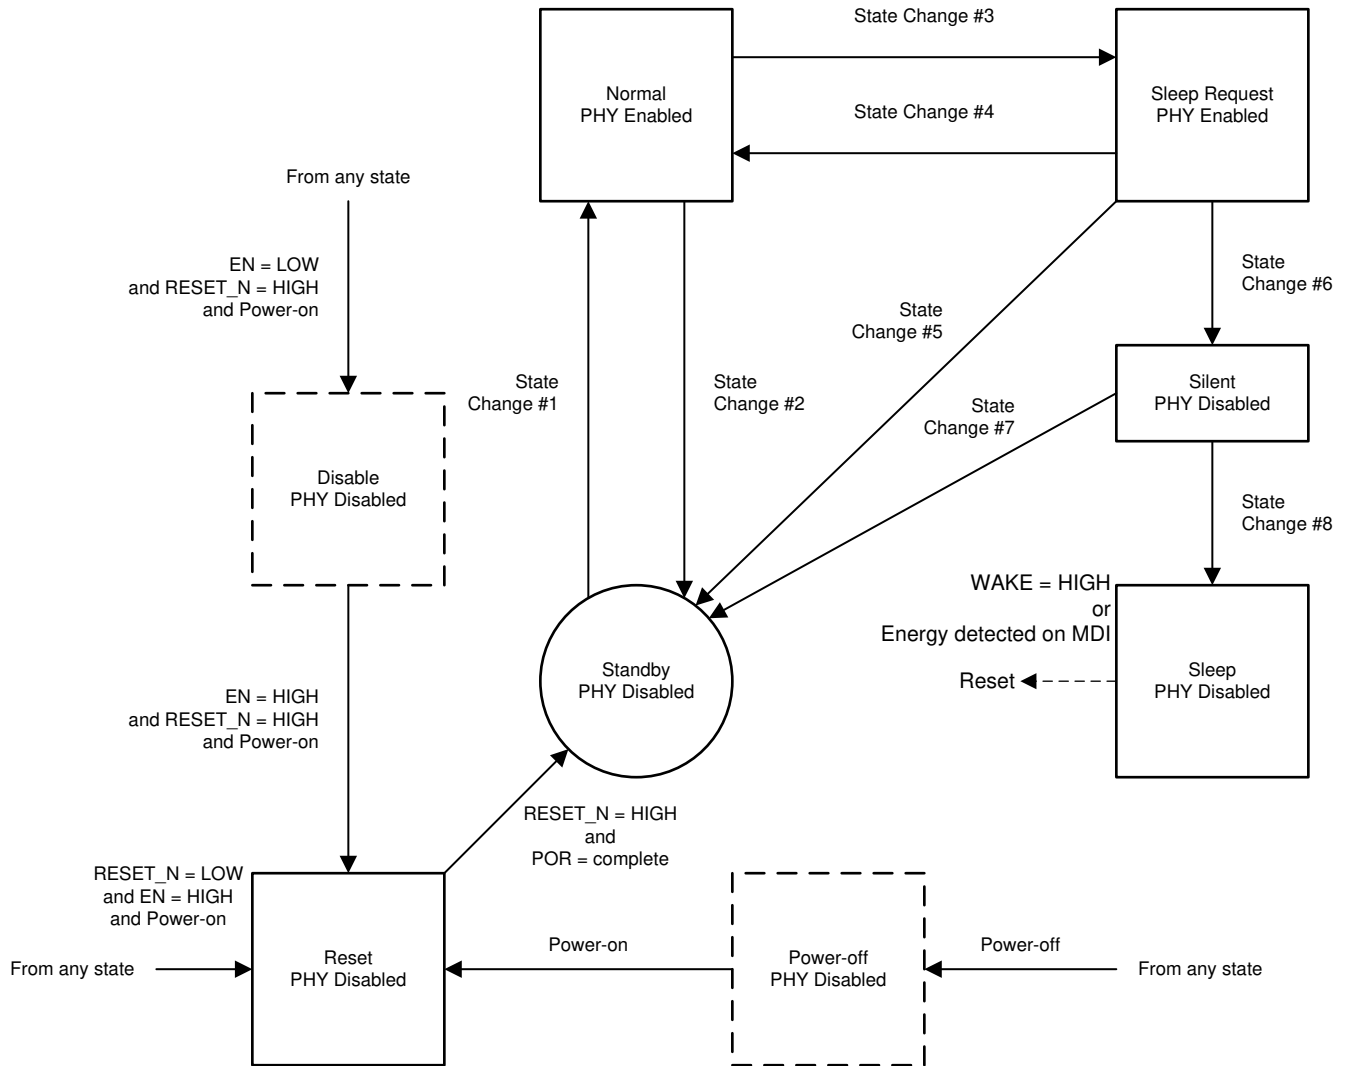 State Change #3
Normal
PHY Enabled
Sleep Request
PHY Enabled
State Change #4
From any state
EN = LOW
and RESET_N = HIGH
and Power-on
State
Change #6
State
Change #5
State
Change #1
State
Change #2
Silent
PHY Disabled
State
Change #7
Disable
PHY Disabled
State
Change #8
WAKE = HIGH
or
Energy detected on MDI
Reset
Sleep
PHY Disabled
Standby
PHY Disabled
EN = HIGH
and RESET_N = HIGH
and Power-on
RESET_N = HIGH
and
POR = complete
RESET_N = LOW
and EN = HIGH
and Power-on
From any state
Reset
PHY Disabled
Power-on
Power-off
PHY Disabled
Power-off
From any state